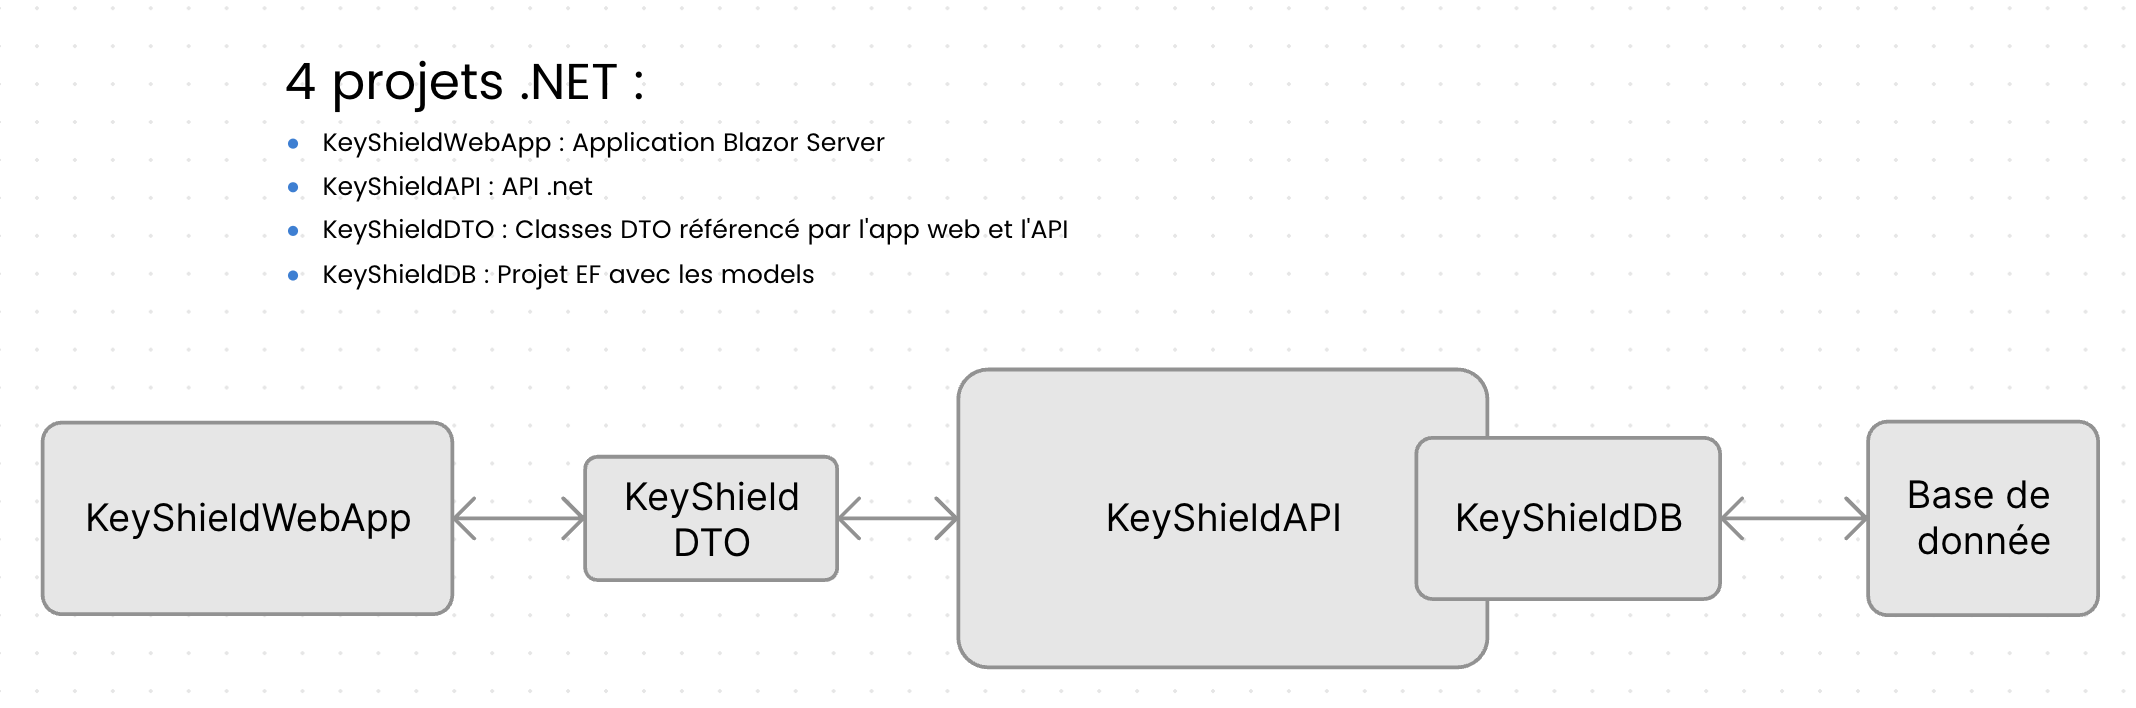 4 projets .NET :
KeyShieldWebApp : Application Blazor Server
KeyShieldAPI : API .net
KeyShieldDTO : Classes DTO référencé par l'app web et l'API
KeyShieldDB : Projet EF avec les models
KeyShieldWebApp
KeyShield
DTO
KeyShieldAPI
KeyShieldDB
Base de
donnée